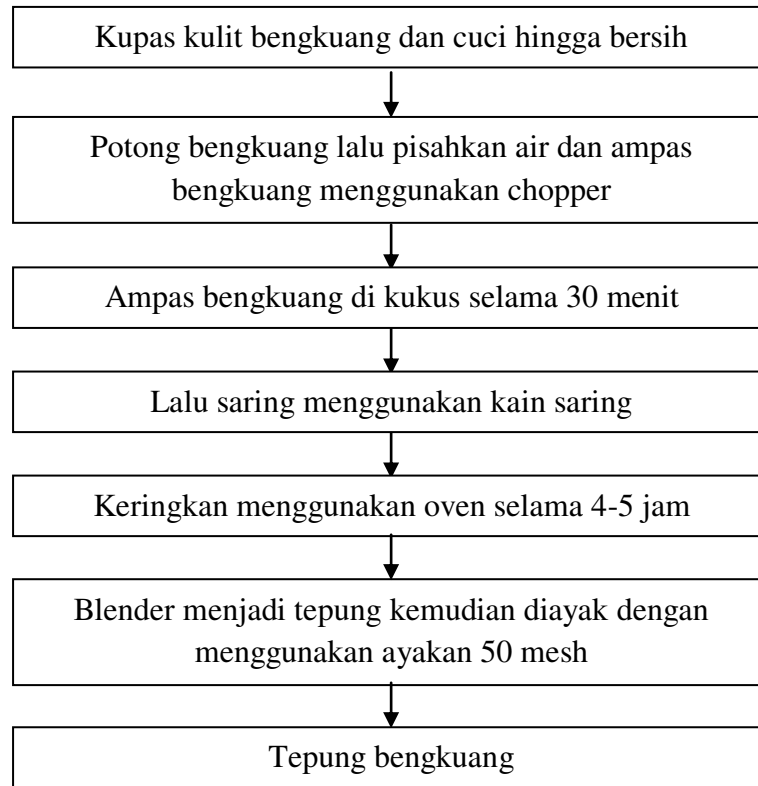 Kupas kulit bengkuang dan cuci hingga bersih
Potong bengkuang lalu pisahkan air dan ampas
bengkuang menggunakan chopper
Ampas bengkuang di kukus selama 30 menit
Lalu saring menggunakan kain saring
Keringkan menggunakan oven selama 4-5 jam
Blender menjadi tepung kemudian diayak dengan
menggunakan ayakan 50 mesh
Tepung bengkuang